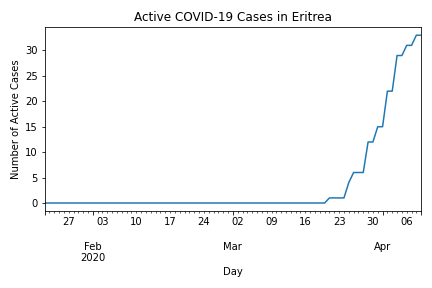 Active COVID-19 Cases in Eritrea
Number of Active Cases
30
25
20
15
10
5
0
27 03 10 17 24 02 09 16 23 30 06
Feb Mar Apr
2020
Day